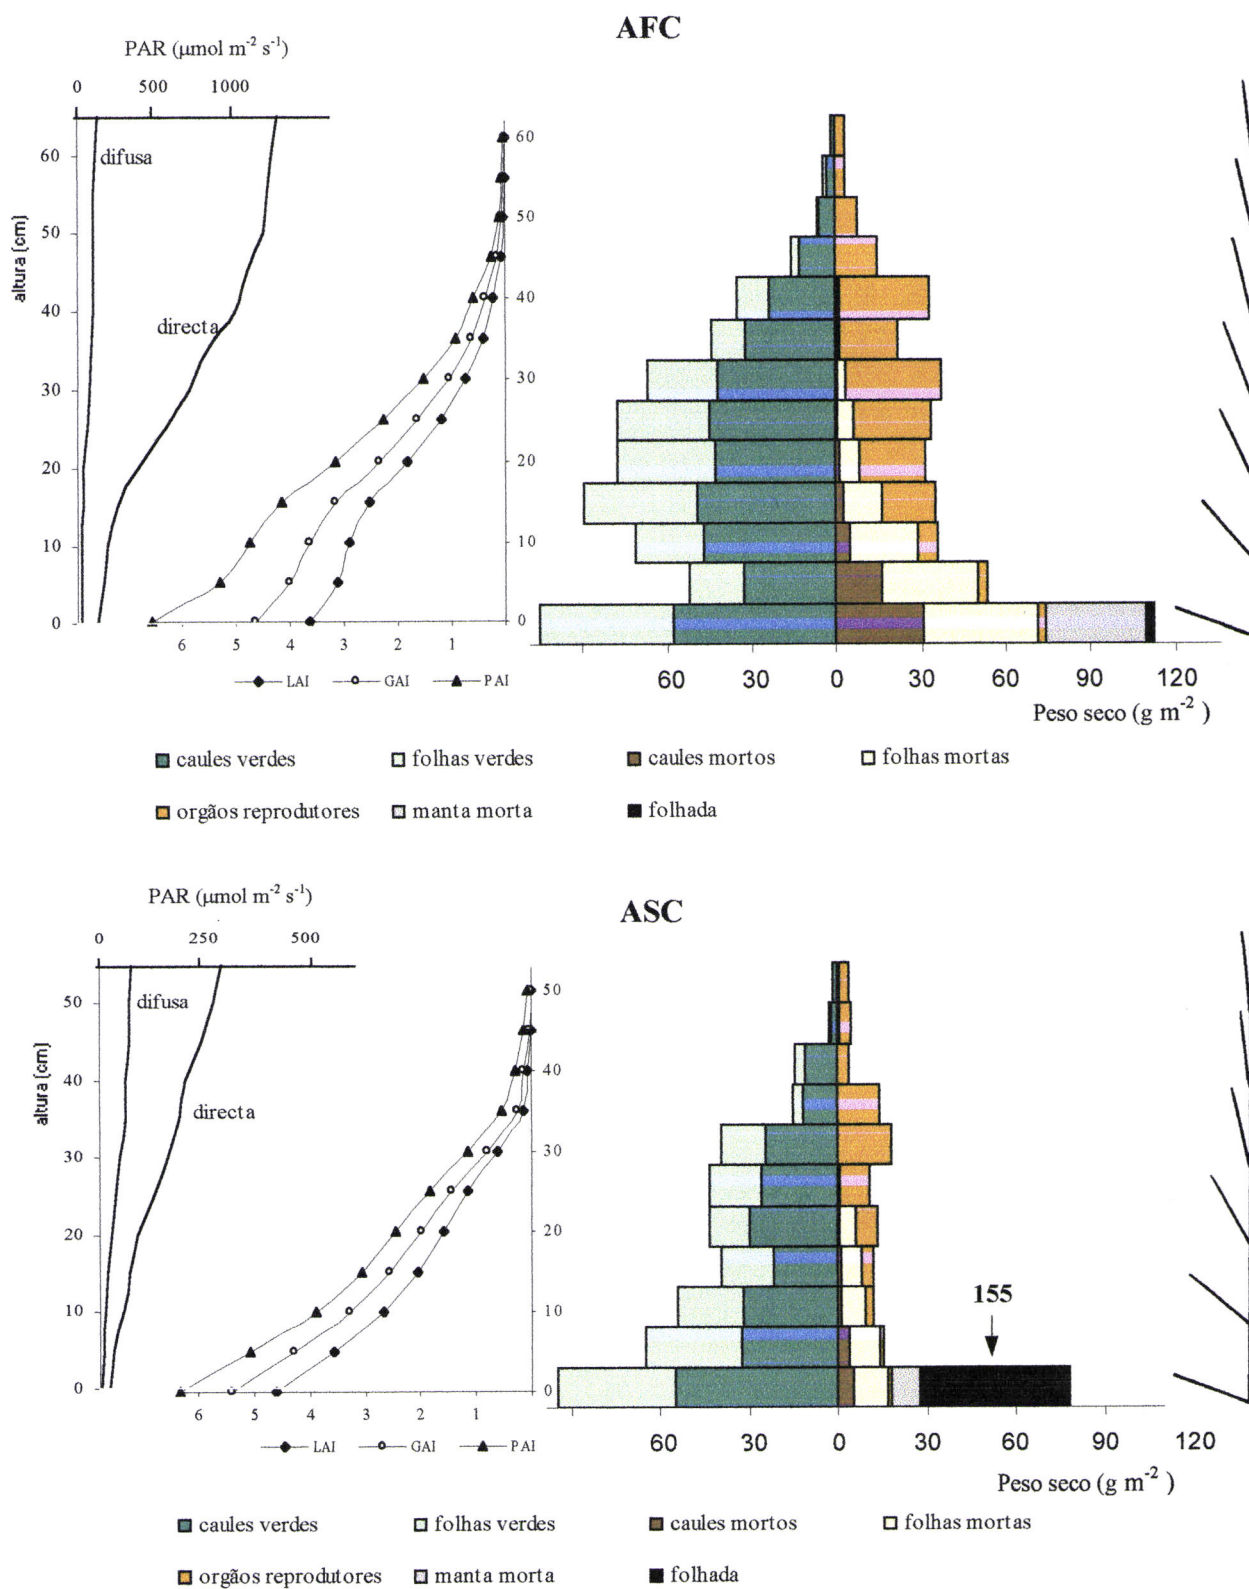 AFC
PAR (µmol m⁻² s⁻¹)
0 500 1000
difusa
directa
altura (cm)
60
50
40
30
20
10
0
60
50
40
30
20
10
0
6 5 4 3 2 1
LAI GAI PAI
60 30 0 30 60 90 120
Peso seco (g m⁻² )
caules verdes folhas verdes caules mortos folhas mortas
orgãos reprodutores manta morta folhada
ASC
PAR (µmol m⁻² s⁻¹)
0 250 500
difusa
directa
altura (cm)
50
40
30
20
10
0
50
40
30
20
10
0
6 5 4 3 2 1
LAI GAI PAI
155
60 30 0 30 60 90 120
Peso seco (g m⁻² )
caules verdes folhas verdes caules mortos folhas mortas
orgãos reprodutores manta morta folhada